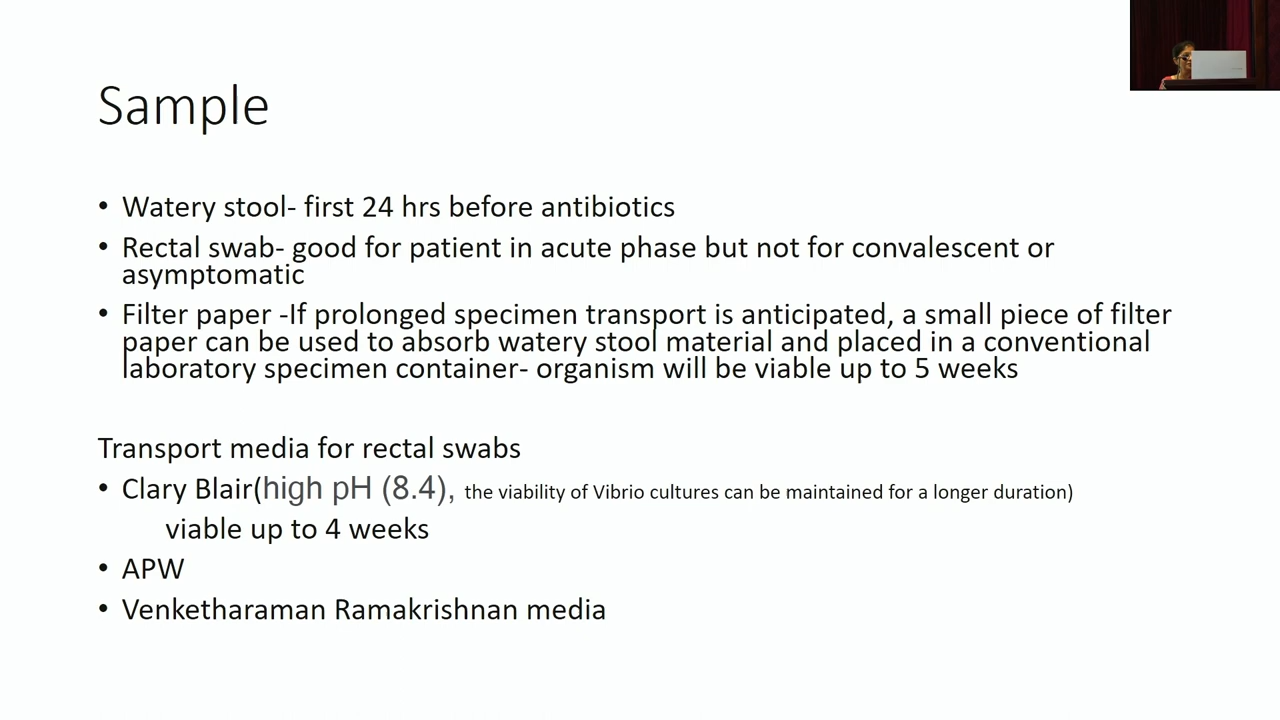 Sample
• Watery stool- first 24 hrs before antibiotics
• Rectal swab- good for patient in acute phase but not for convalescent or
asymptomatic
• Filter paper -If prolonged specimen transport is anticipated, a small piece of filter
paper can be used to absorb watery stool material and placed in a conventional
laboratory specimen container- organism will be viable up to 5 weeks
Transport media for rectal swabs
• Clary Blair(high pH (8.4), the viability of Vibrio cultures can be maintained for a longer duration)
viable up to 4 weeks
• APW
• Venketharaman Ramakrishnan media